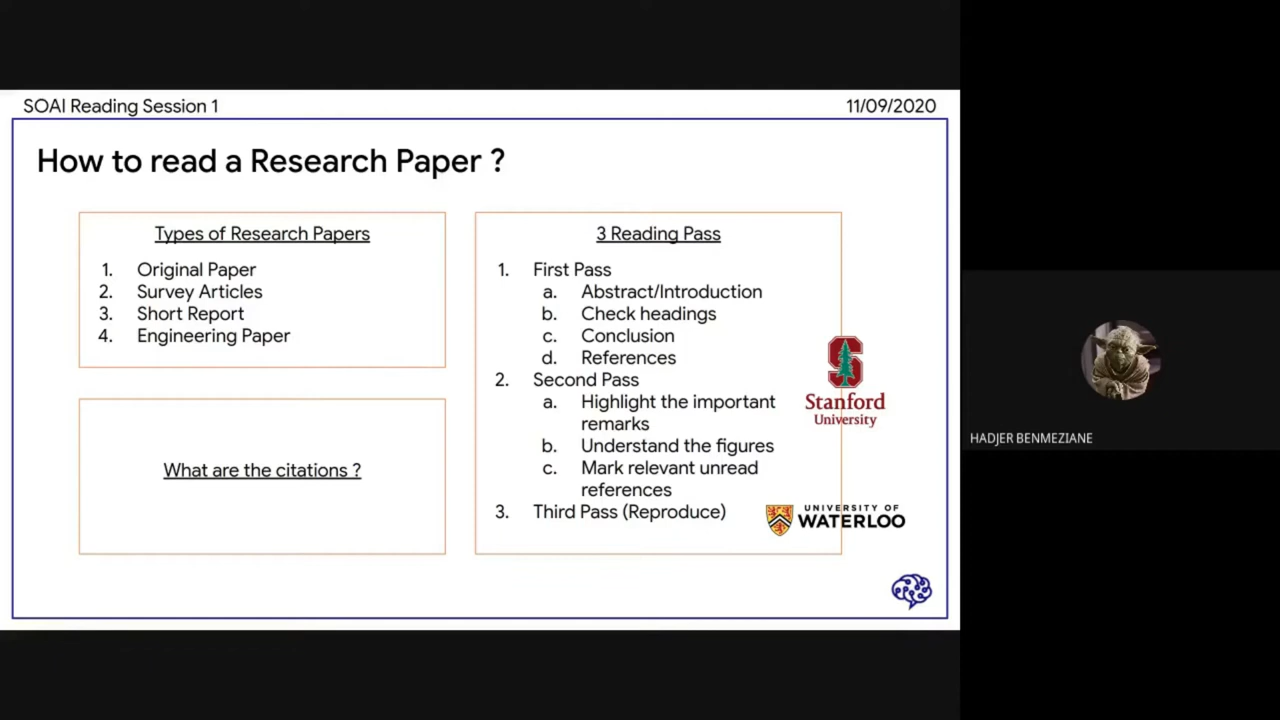 SOAI Reading Session 1
11/09/2020
How to read a Research Paper ?
Types of Research Papers
1. Original Paper
2. Survey Articles
3. Short Report
4. Engineering Paper
What are the citations ?
3 Reading Pass
1. First Pass
a. Abstract/Introduction
b. Check headings
c. Conclusion
d. References
2. Second Pass
a. Highlight the important
remarks
b. Understand the figures
c. Mark relevant unread
references
3. Third Pass (Reproduce)
S
Stanford
University
UNIVERSITY OF
WATERLOO
HADJER BENMEZIANE